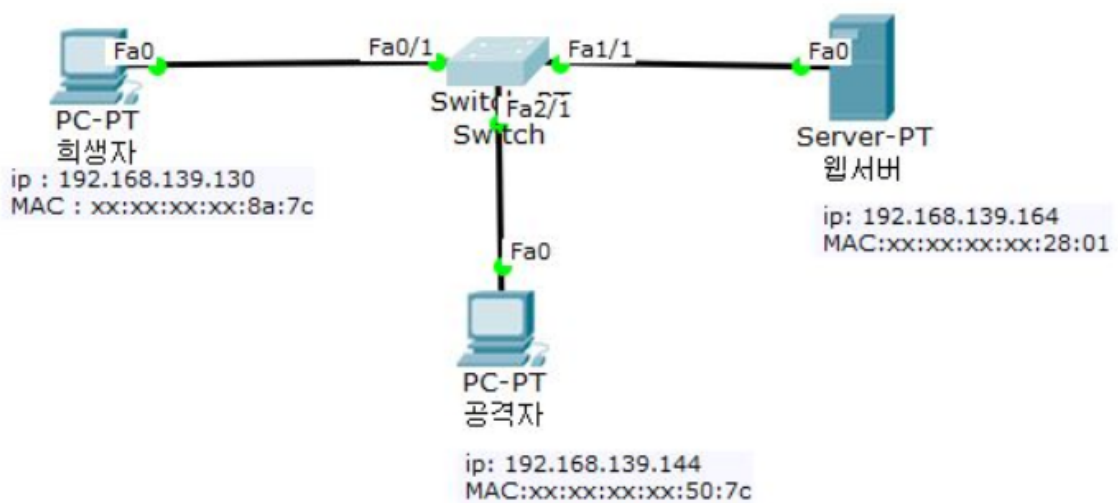 Fa0
Fa0/1
Fa1/1
Fa0
PC-PT
희생자
ip : 192.168.139.130
MAC : xx:xx:xx:xx:8a:7c
Fa2/1
Switch
Server-PT
웹서버
ip: 192.168.139.164
MAC:xx:xx:xx:xx:28:01
Fa0
PC-PT
공격자
ip: 192.168.139.144
MAC:xx:xx:xx:xx:50:7c